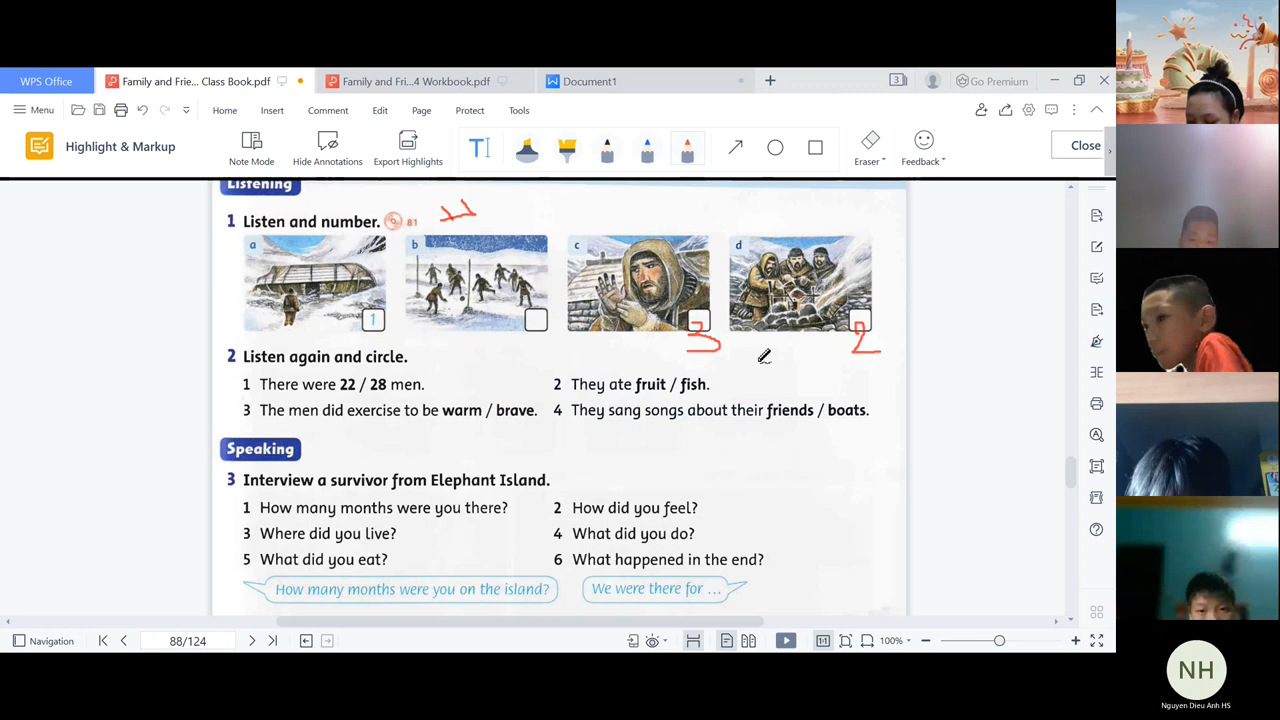 WPS Office
Family and Frie... Class Book.pdf
Family and Fri...4 Workbook.pdf
Document1
3
Go Premium
Menu
Home
Insert
Comment
Edit
Page
Protect
Tools
Highlight & Markup
Note Mode
Hide Annotations
Export Highlights
Eraser
Feedback
Close
Listening
1 Listen and number. 81
a
b
c
d
1
3
2
2 Listen again and circle.
1 There were 22 / 28 men.
2 They ate fruit / fish.
3 The men did exercise to be warm / brave.
4 They sang songs about their friends / boats.
Speaking
3 Interview a survivor from Elephant Island.
1 How many months were you there?
2 How did you feel?
3 Where did you live?
4 What did you do?
5 What did you eat?
6 What happened in the end?
How many months were you on the island?
We were there for ...
Navigation
88/124
100%
NH
Nguyen Dieu Anh HS